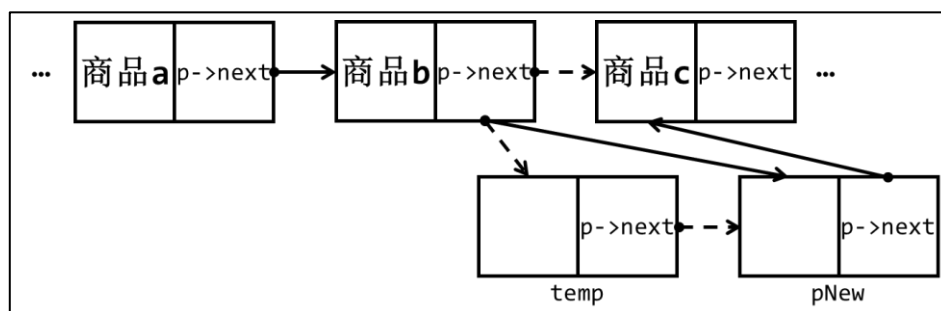 … 商品a p->next 商品b p->next 商品c p->next …
p->next p->next
temp pNew